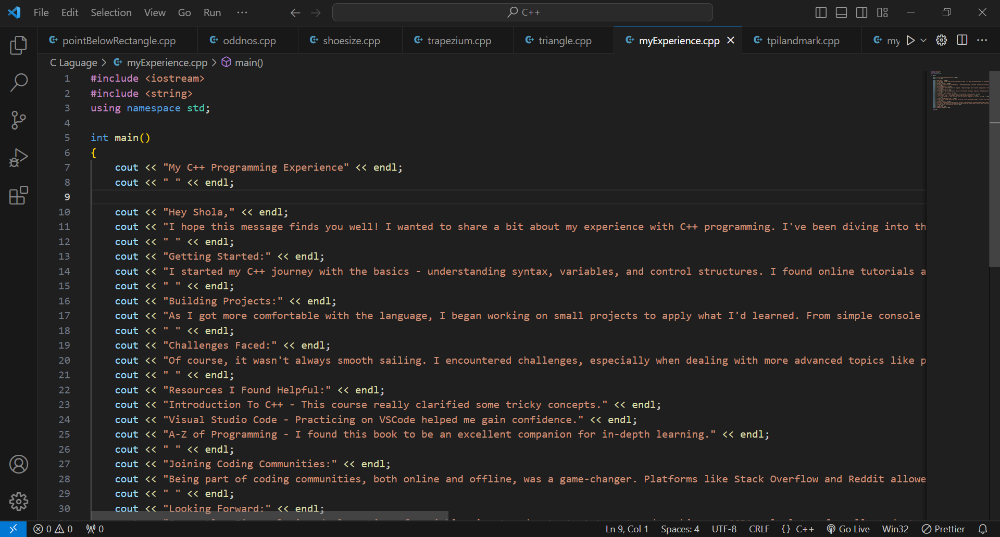 File Edit Selection View Go Run ··· C++
pointBelowRectangle.cpp oddnos.cpp shoesize.cpp trapezium.cpp triangle.cpp myExperience.cpp tpilandmark.cpp my
C Laguage > myExperience.cpp > main()
1 #include <iostream>
2 #include <string>
3 using namespace std;
4
5 int main()
6 {
7 cout << "My C++ Programming Experience" << endl;
8 cout << " " << endl;
9
10 cout << "Hey Shola," << endl;
11 cout << "I hope this message finds you well! I wanted to share a bit about my experience with C++ programming. I've been diving into th
12 cout << " " << endl;
13 cout << "Getting Started:" << endl;
14 cout << "I started my C++ journey with the basics - understanding syntax, variables, and control structures. I found online tutorials a
15 cout << " " << endl;
16 cout << "Building Projects:" << endl;
17 cout << "As I got more comfortable with the language, I began working on small projects to apply what I'd learned. From simple console
18 cout << " " << endl;
19 cout << "Challenges Faced:" << endl;
20 cout << "Of course, it wasn't always smooth sailing. I encountered challenges, especially when dealing with more advanced topics like p
21 cout << " " << endl;
22 cout << "Resources I Found Helpful:" << endl;
23 cout << "Introduction To C++ - This course really clarified some tricky concepts." << endl;
24 cout << "Visual Studio Code - Practicing on VSCode helped me gain confidence." << endl;
25 cout << "A-Z of Programming - I found this book to be an excellent companion for in-depth learning." << endl;
26 cout << " " << endl;
27 cout << "Joining Coding Communities:" << endl;
28 cout << "Being part of coding communities, both online and offline, was a game-changer. Platforms like Stack Overflow and Reddit allowe
29 cout << " " << endl;
30 cout << "Looking Forward:" << endl;
0 0 0 Ln 9, Col 1 Spaces: 4 UTF-8 CRLF {} C++ Go Live Win32 Prettier